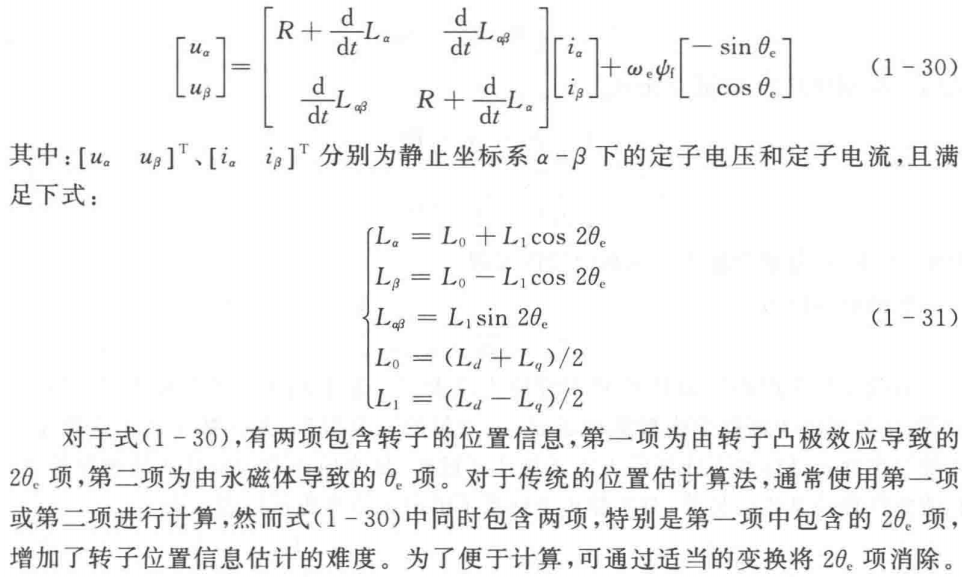 [u_α; u_β] = [R + d/dt L_α  d/dt L_αβ; d/dt L_αβ  R + d/dt L_α][i_α; i_β] + ω_e ψ_f [− sin θ_e; cos θ_e] (1-30)
其中:[u_α u_β]^T、[i_α i_β]^T 分别为静止坐标系 α-β 下的定子电压和定子电流,且满
足下式:
L_α = L_0 + L_1 cos 2θ_e
L_β = L_0 − L_1 cos 2θ_e
L_αβ = L_1 sin 2θ_e (1-31)
L_0 = (L_d + L_q)/2
L_1 = (L_d − L_q)/2
对于式(1-30),有两项包含转子的位置信息,第一项为由转子凸极效应导致的
2θ_e 项,第二项为由永磁体导致的 θ_e 项。对于传统的位置估计算法,通常使用第一项
或第二项进行计算,然而式(1-30)中同时包含两项,特别是第一项中包含的 2θ_e 项,
增加了转子位置信息估计的难度。为了便于计算,可通过适当的变换将 2θ_e 项消除。